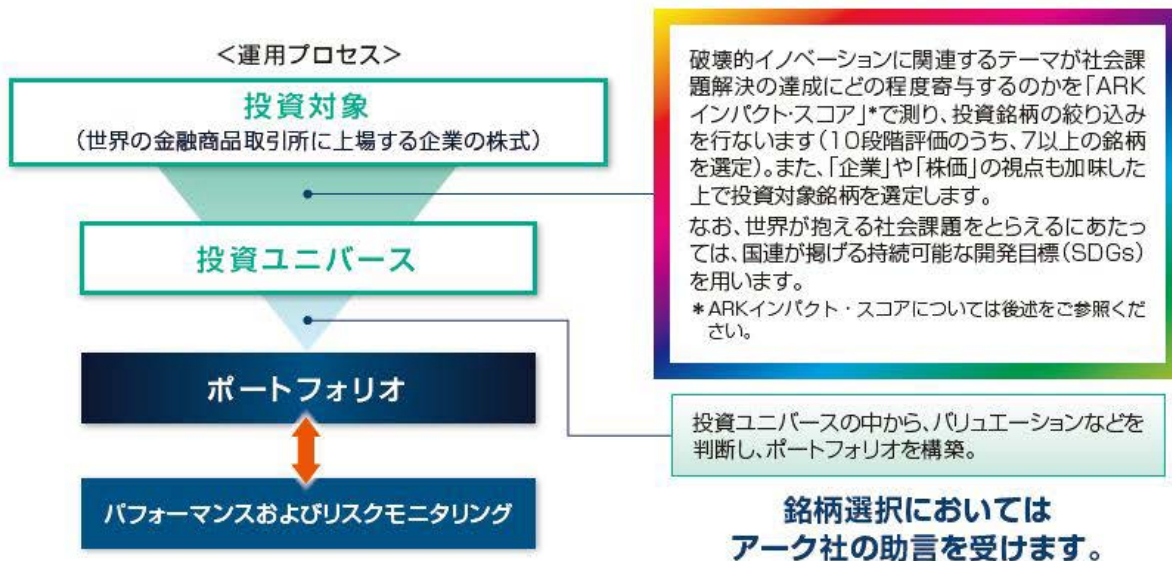 <運用プロセス>
投資対象
(世界の金融商品取引所に上場する企業の株式)
投資ユニバース
ポートフォリオ
パフォーマンスおよびリスクモニタリング
破壊的イノベーションに関連するテーマが社会課
題解決の達成にどの程度寄与するのかを「ARK
インパクト・スコア」*で測り、投資銘柄の絞り込み
を行ないます(10段階評価のうち、7以上の銘柄
を選定)。また、「企業」や「株価」の視点も加味した
上で投資対象銘柄を選定します。
なお、世界が抱える社会課題をとらえるにあたっ
ては、国連が掲げる持続可能な開発目標(SDGs)
を用います。
*ARKインパクト・スコアについては後述をご参照くだ
さい。
投資ユニバースの中から、バリュエーションなどを
判断し、ポートフォリオを構築。
銘柄選択においては
アーク社の助言を受けます。